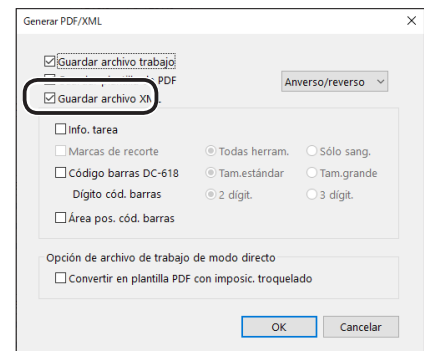 Generar PDF/XML
Guardar archivo trabajo
PDF
Anverso/reverso
Guardar archivo XML
Info. tarea
Marcas de recorte
Todas herram.
Sólo sang.
Código barras DC-618
Tam.estándar
Tam.grande
Dígito cód. barras
2 dígit.
3 dígit.
Área pos. cód. barras
Opción de archivo de trabajo de modo directo
Convertir en plantilla PDF con imposic. troquelado
OK
Cancelar